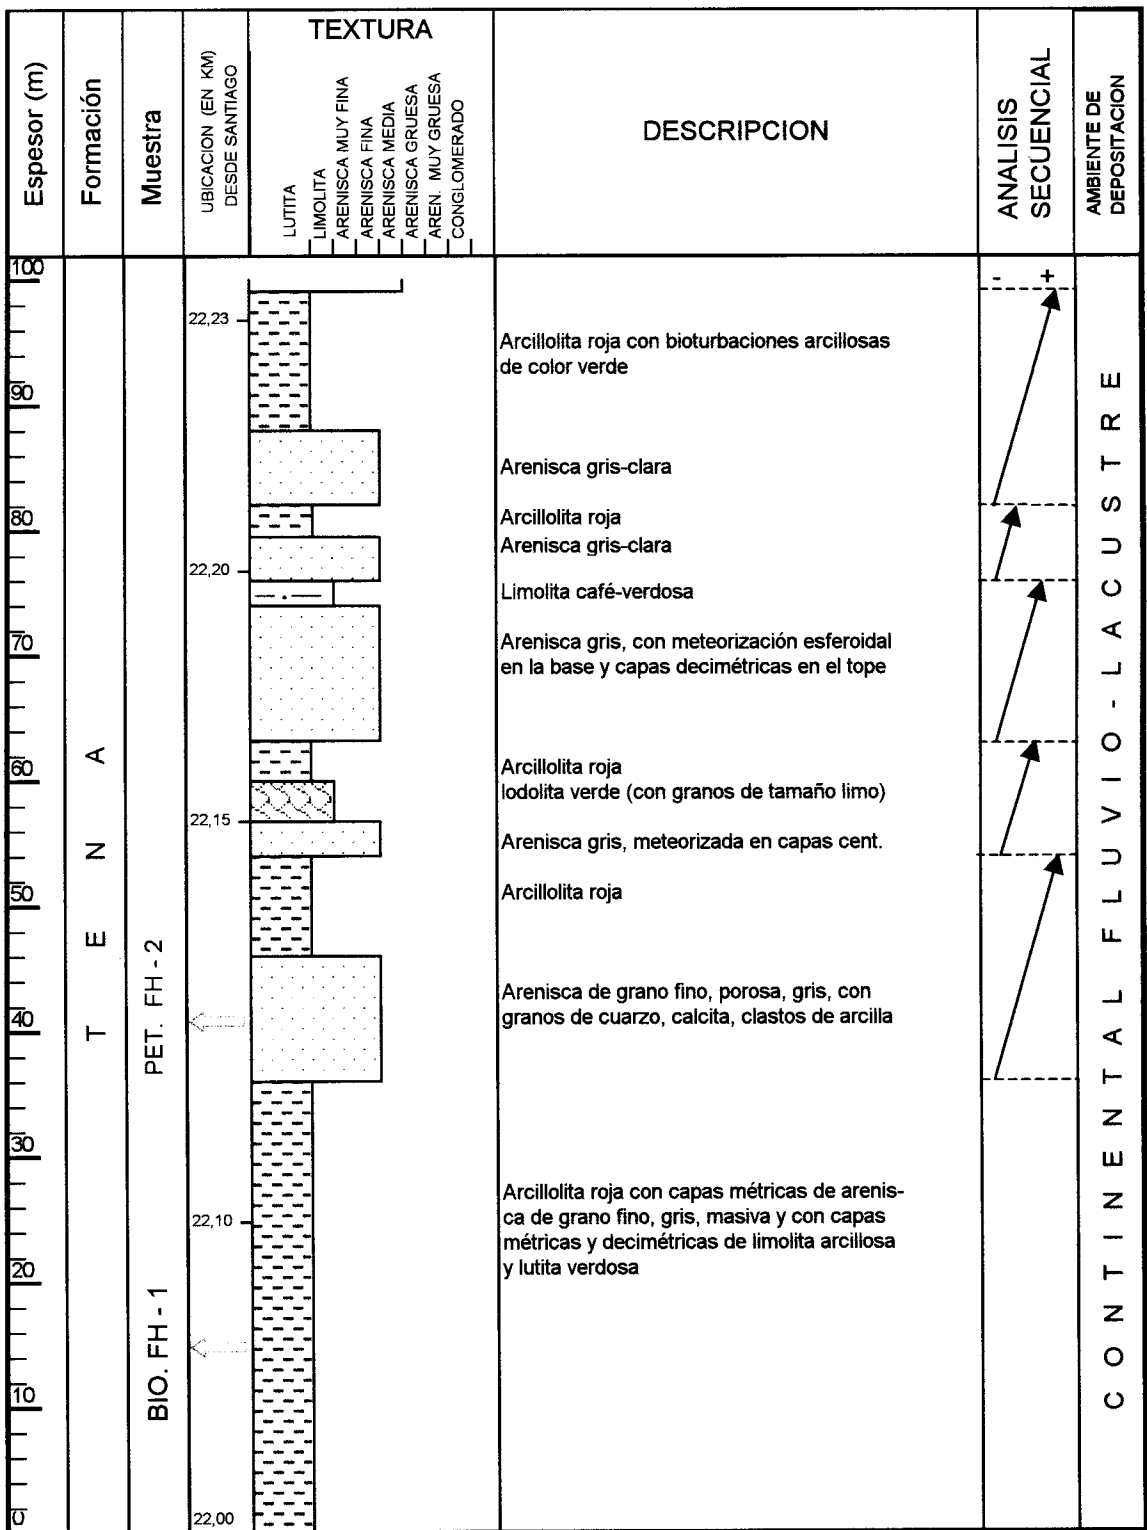 Espesor (m)
Formación
Muestra
UBICACION (EN KM)
DESDE SANTIAGO
TEXTURA
LUTITA
LIMOLITA
ARENISCA MUY FINA
ARENISCA FINA
ARENISCA MEDIA
ARENISCA GRUESA
AREN. MUY GRUESA
CONGLOMERADO
DESCRIPCION
ANALISIS
SECUENCIAL
AMBIENTE DE
DEPOSITACION
100
90
80
70
60
50
40
30
20
10
0
T E N A
PET. FH - 2
BIO. FH - 1
22,23
22,20
22,15
22,10
22,00
Arcillolita roja con bioturbaciones arcillosas
de color verde
Arenisca gris-clara
Arcillolita roja
Arenisca gris-clara
Limolita café-verdosa
Arenisca gris, con meteorización esferoidal
en la base y capas decimétricas en el tope
Arcillolita roja
lodolita verde (con granos de tamaño limo)
Arenisca gris, meteorizada en capas cent.
Arcillolita roja
Arenisca de grano fino, porosa, gris, con
granos de cuarzo, calcita, clastos de arcilla
Arcillolita roja con capas métricas de arenis-
ca de grano fino, gris, masiva y con capas
métricas y decimétricas de limolita arcillosa
y lutita verdosa
- +
C O N T I N E N T A L F L U V I O - L A C U S T R E